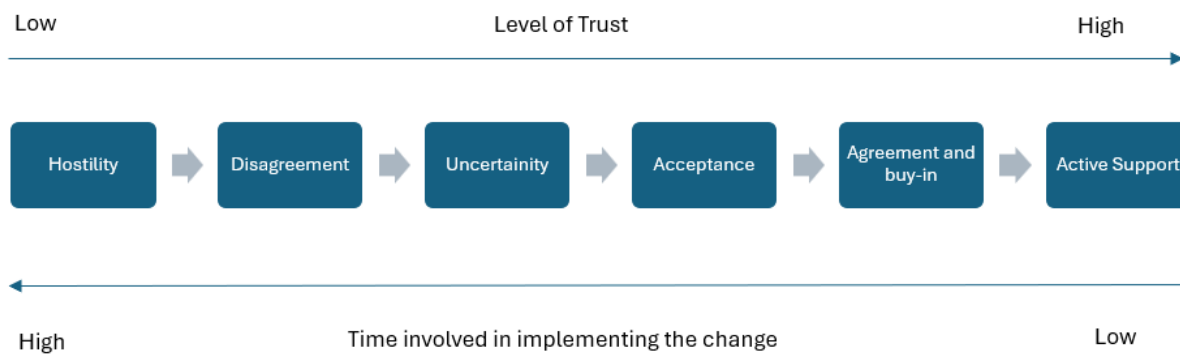 Low Level of Trust High
Hostility
Disagreement
Uncertainity
Acceptance
Agreement and
buy-in
Active Support
High Time involved in implementing the change Low